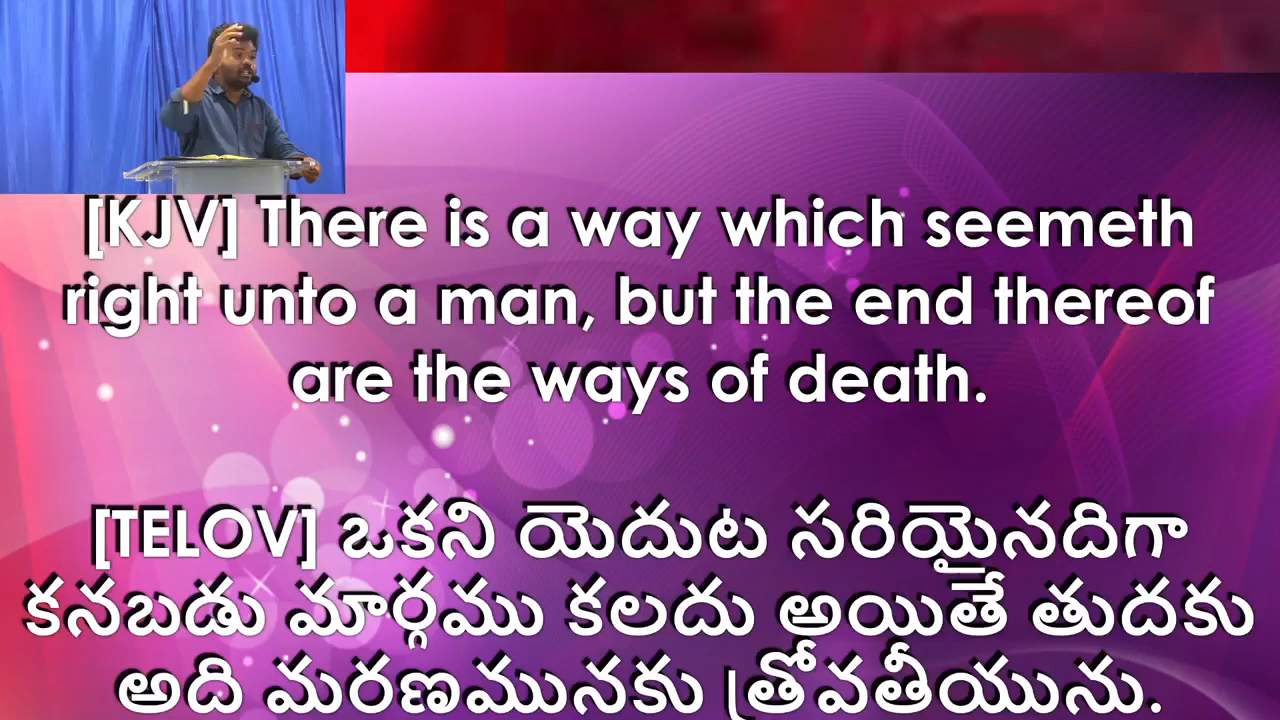 [KJV] There is a way which seemeth
right unto a man, but the end thereof
are the ways of death.
[TELOV] ఒకని యెదుట సరియైనదిగా
కనబడు మార్గము కలదు అయితే తుదకు
అది మరణమునకు త్రోవతీయును.